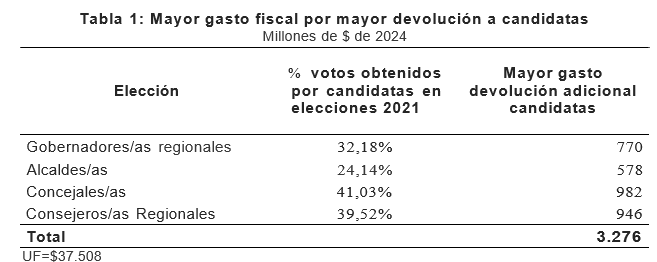 Tabla 1: Mayor gasto fiscal por mayor devolución a candidatas
Millones de $ de 2024
Elección % votos obtenidos por candidatas en elecciones 2021 Mayor gasto devolución adicional candidatas
Gobernadores/as regionales 32,18% 770
Alcaldes/as 24,14% 578
Concejales/as 41,03% 982
Consejeros/as Regionales 39,52% 946
Total 3.276
UF=$37.508